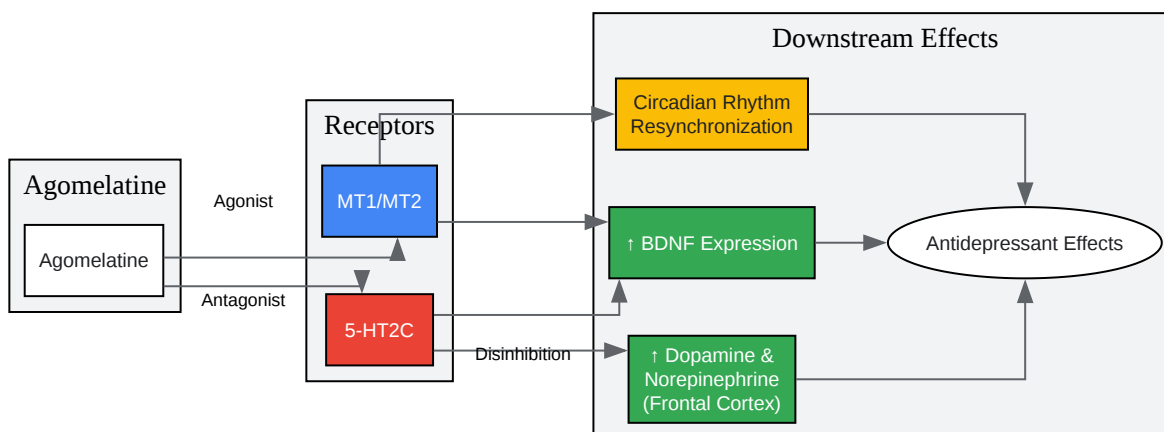 Downstream Effects
Circadian Rhythm
Resynchronization
Receptors
Agomelatine
Agonist
MT1/MT2
Agomelatine
↑ BDNF Expression
Antidepressant Effects
Antagonist
5-HT2C
Disinhibition
↑ Dopamine &
Norepinephrine
(Frontal Cortex)